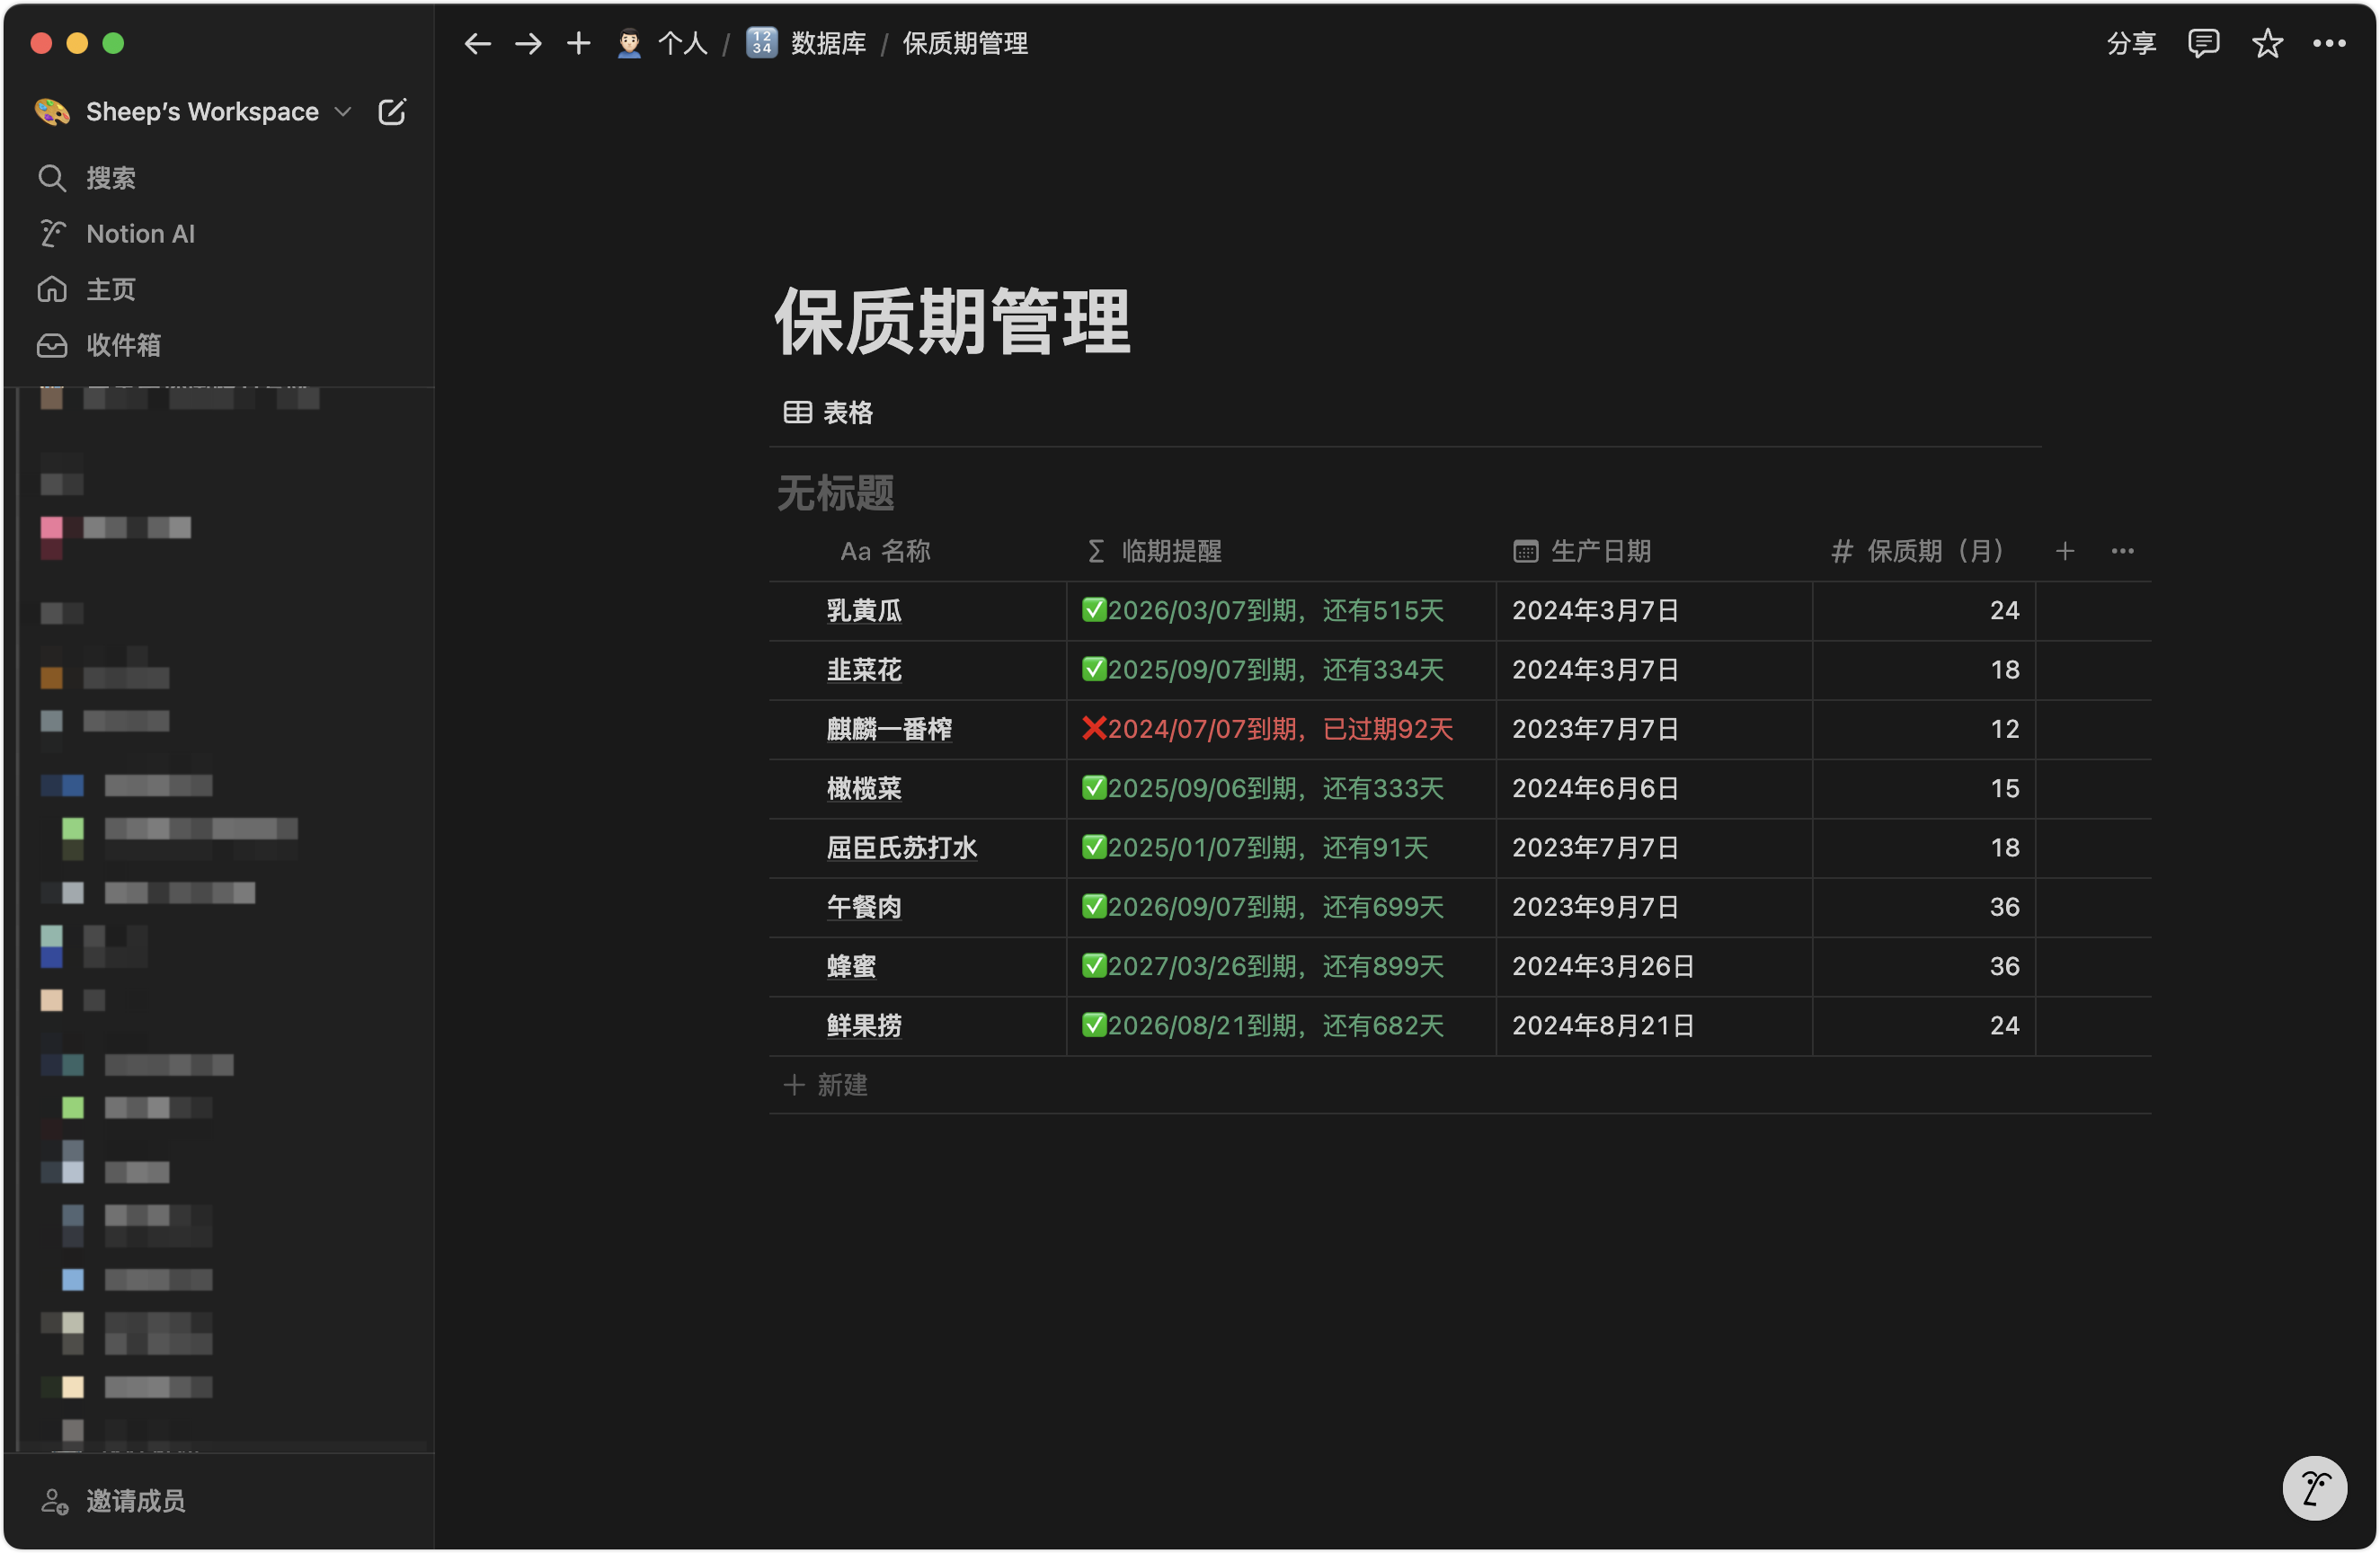 个人 / 数据库 / 保质期管理
分享
Sheep's Workspace
搜索
Notion AI
主页
收件箱
邀请成员
保质期管理
表格
无标题
Aa 名称 Σ 临期提醒 生产日期 # 保质期（月） + •••
乳黄瓜 ✅2026/03/07到期，还有515天 2024年3月7日 24
韭菜花 ✅2025/09/07到期，还有334天 2024年3月7日 18
麒麟一番榨 ❌2024/07/07到期，已过期92天 2023年7月7日 12
橄榄菜 ✅2025/09/06到期，还有333天 2024年6月6日 15
屈臣氏苏打水 ✅2025/01/07到期，还有91天 2023年7月7日 18
午餐肉 ✅2026/09/07到期，还有699天 2023年9月7日 36
蜂蜜 ✅2027/03/26到期，还有899天 2024年3月26日 36
鲜果捞 ✅2026/08/21到期，还有682天 2024年8月21日 24
+ 新建